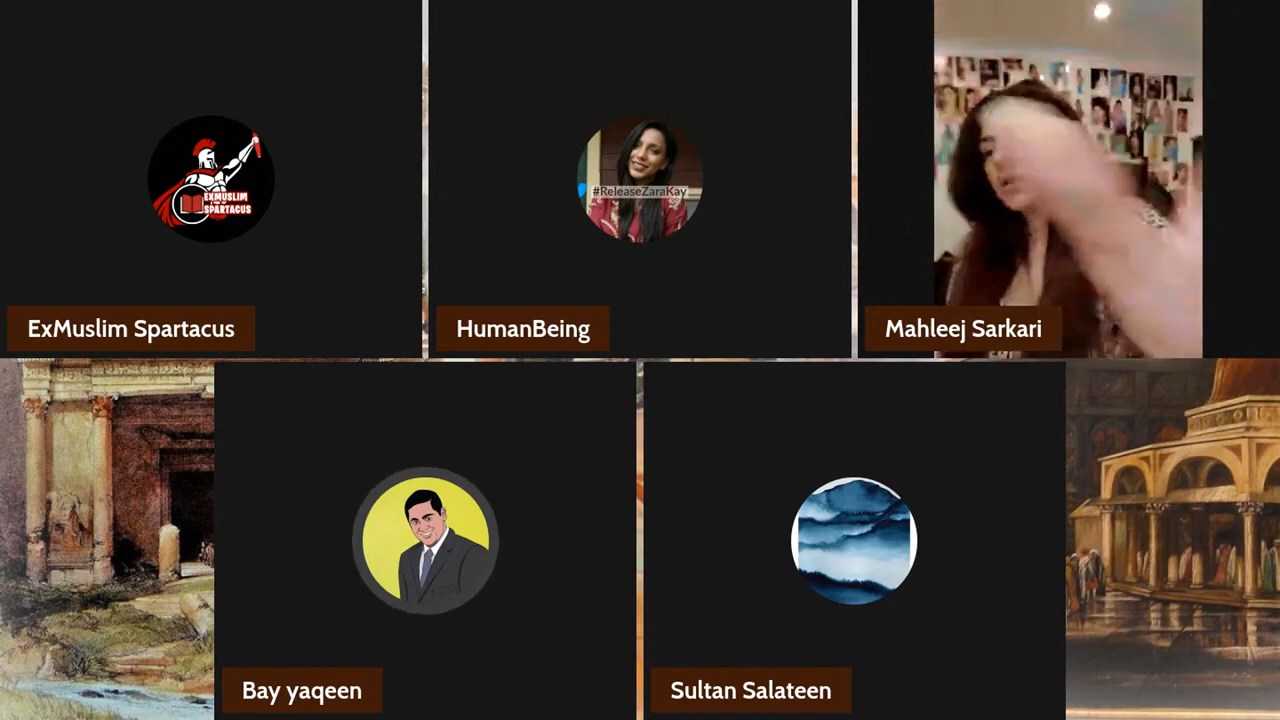 EXMUSLIM
SPARTACUS
#ReleaseZaraKay
ExMuslim Spartacus
HumanBeing
Mahleej Sarkari
Bay yaqeen
Sultan Salateen